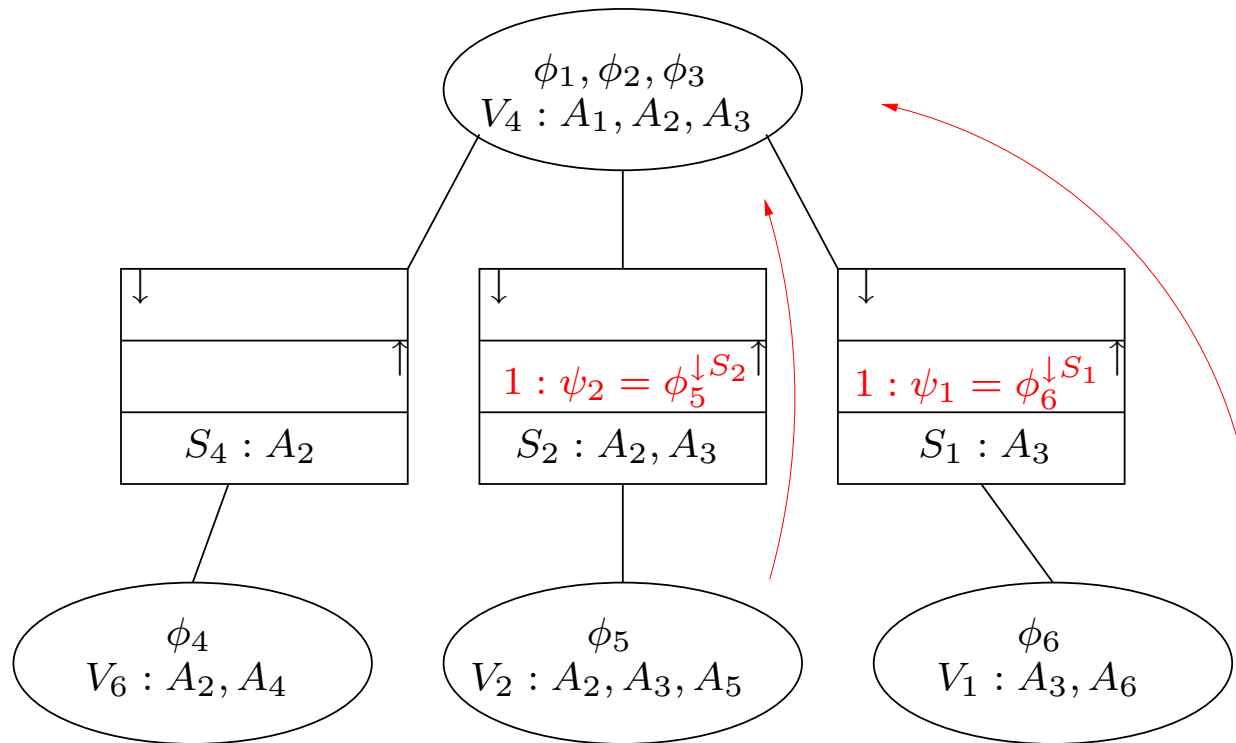 ϕ₁, ϕ₂, ϕ₃
V₄ : A₁, A₂, A₃
↓
↓
↓
↑
1 : ψ₂ = ϕ₅^{↓S₂} ↑
1 : ψ₁ = ϕ₆^{↓S₁} ↑
S₄ : A₂
S₂ : A₂, A₃
S₁ : A₃
ϕ₄
V₆ : A₂, A₄
ϕ₅
V₂ : A₂, A₃, A₅
ϕ₆
V₁ : A₃, A₆